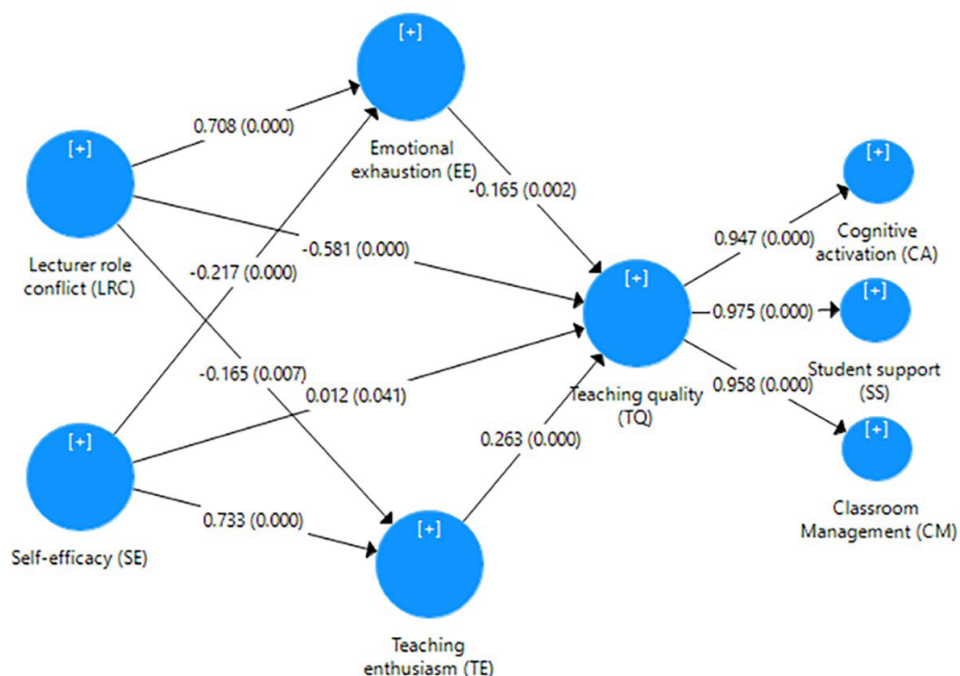 [+]
Emotional
exhaustion (EE)
0.708 (0.000)
[+]
Lecturer role
conflict (LRC)
-0.165 (0.002)
[+]
Cognitive
activation (CA)
0.947 (0.000)
-0.581 (0.000)
-0.217 (0.000)
[+]
Teaching quality
(TQ)
0.975 (0.000)
[+]
Student support
(SS)
-0.165 (0.007)
0.012 (0.041)
0.958 (0.000)
[+]
Classroom
Management (CM)
0.263 (0.000)
[+]
Self-efficacy (SE)
0.733 (0.000)
[+]
Teaching
enthusiasm (TE)